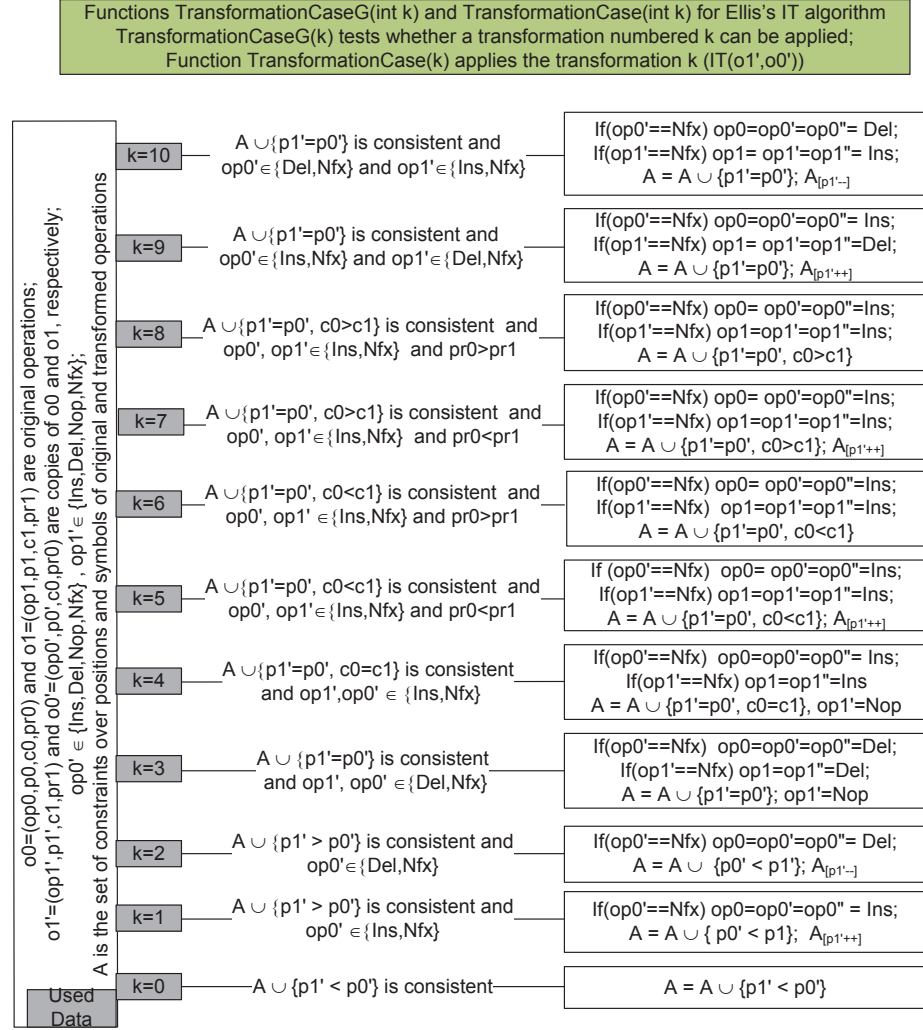 Functions TransformationCaseG(int k) and TransformationCase(int k) for Ellis's IT algorithm
TransformationCaseG(k) tests whether a transformation numbered k can be applied;
Function TransformationCase(k) applies the transformation k (IT(o1',o0'))
o0=(op0,p0,c0,pr0) and o1=(op1,p1,c1,pr1) are original operations;
o1'=(op1',p1',c1,pr1) and o0'=(op0',p0',c0,pr0) are copies of o0 and o1, respectively;
op0' ∈ {Ins,Del,Nop,Nfx} , op1'∈ {Ins,Del,Nop,Nfx};
A is the set of constraints over positions and symbols of original and transformed operations
Used
Data
k=10
A ∪{p1'=p0'} is consistent and
op0'∈{Del,Nfx} and op1'∈{Ins,Nfx}
If(op0'==Nfx) op0=op0'=op0"= Del;
If(op1'==Nfx) op1= op1'=op1"= Ins;
A = A ∪ {p1'=p0'}; A[p1'--]
k=9
A ∪{p1'=p0'} is consistent and
op0'∈{Ins,Nfx} and op1'∈{Del,Nfx}
If(op0'==Nfx) op0=op0'=op0"= Ins;
If(op1'==Nfx) op1= op1'=op1"=Del;
A = A ∪ {p1'=p0'}; A[p1'++]
k=8
A ∪{p1'=p0', c0>c1} is consistent and
op0', op1'∈{Ins,Nfx} and pr0>pr1
If(op0'==Nfx) op0= op0'=op0"=Ins;
If(op1'==Nfx) op1=op1'=op1"=Ins;
A = A ∪ {p1'=p0', c0>c1}
k=7
A ∪{p1'=p0', c0>c1} is consistent and
op0', op1'∈{Ins,Nfx} and pr0<pr1
If(op0'==Nfx) op0= op0'=op0"=Ins;
If(op1'==Nfx) op1=op1'=op1"=Ins;
A = A ∪ {p1'=p0', c0>c1}; A[p1'++]
k=6
A ∪{p1'=p0', c0<c1} is consistent and
op0', op1' ∈{Ins,Nfx} and pr0>pr1
If(op0'==Nfx) op0= op0'=op0"=Ins;
If(op1'==Nfx) op1=op1'=op1"=Ins;
A = A ∪ {p1'=p0', c0<c1}
k=5
A ∪{p1'=p0', c0<c1} is consistent and
op0', op1'∈{Ins,Nfx} and pr0<pr1
If (op0'==Nfx) op0= op0'=op0"=Ins;
If(op1'==Nfx) op1=op1'=op1"=Ins;
A = A ∪ {p1'=p0', c0<c1}; A[p1'++]
k=4
A ∪{p1'=p0', c0=c1} is consistent
and op1',op0' ∈ {Ins,Nfx}
If(op0'==Nfx) op0=op0'=op0"= Ins;
If(op1'==Nfx) op1=op1"=Ins
A = A ∪ {p1'=p0', c0=c1}, op1'=Nop
k=3
A ∪ {p1'=p0'} is consistent
and op1', op0' ∈{Del,Nfx}
If(op0'==Nfx) op0=op0'=op0"=Del;
If(op1'==Nfx) op1=op1"=Del;
A = A ∪ {p1'=p0'}; op1'=Nop
k=2
A ∪ {p1' > p0'} is consistent and
op0'∈{Del,Nfx}
If(op0'==Nfx) op0=op0'=op0"= Del;
A = A ∪ {p0' < p1'}; A[p1'--]
k=1
A ∪ {p1' > p0'} is consistent and
op0' ∈{Ins,Nfx}
If(op0'==Nfx) op0=op0'=op0" = Ins;
A = A ∪ { p0' < p1}; A[p1'++]
k=0
A ∪ {p1' < p0'} is consistent
A = A ∪ {p1' < p0'}